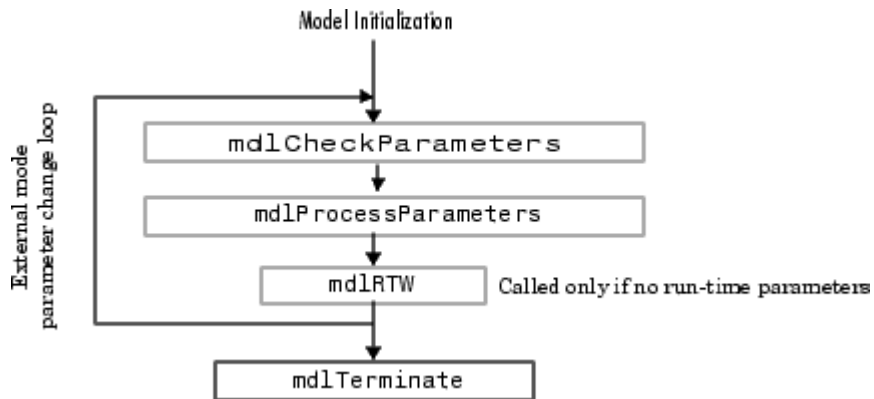 Model Initialization
External mode
parameter change loop
mdlCheckParameters
mdlProcessParameters
mdlRTW
Called only if no run-time parameters
mdlTerminate